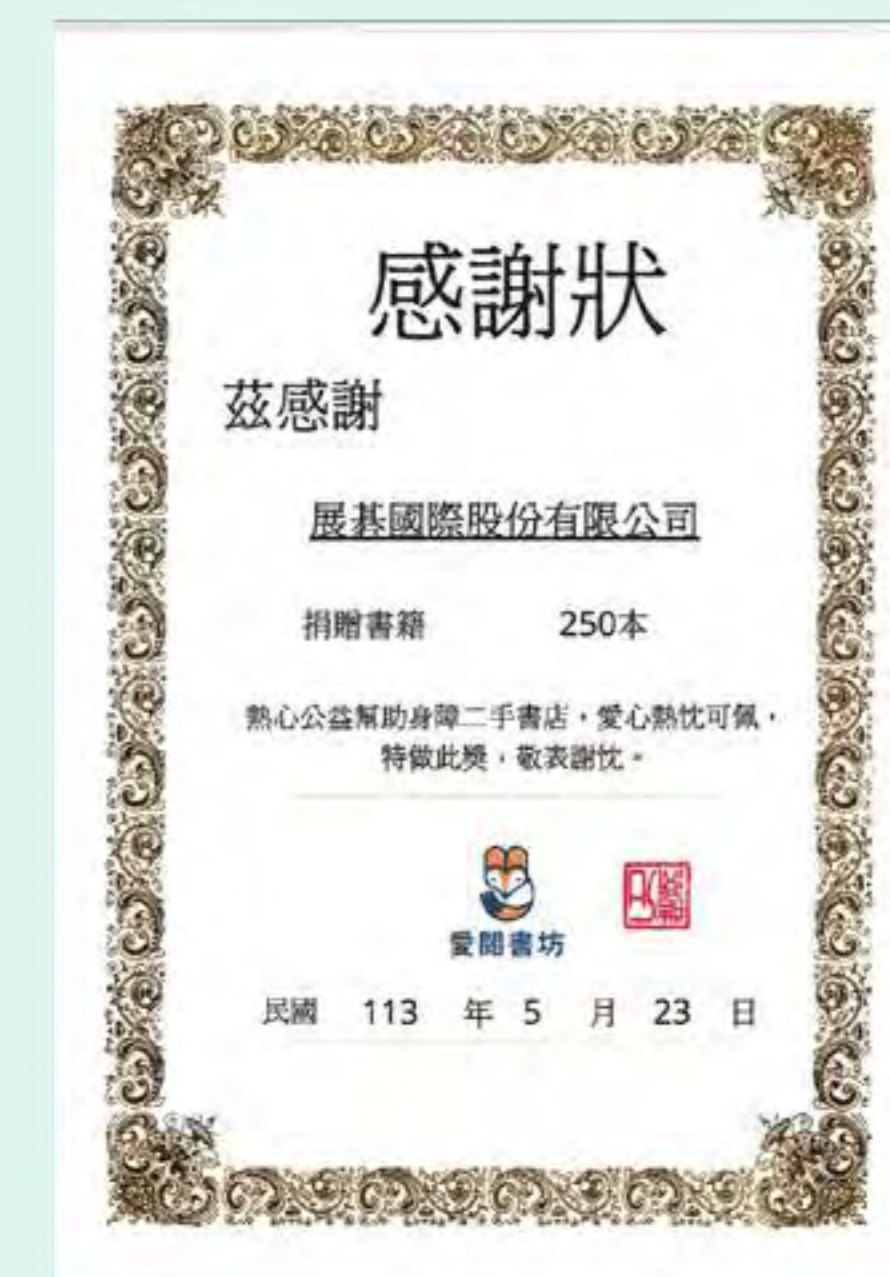 感謝狀
茲感謝
展碁國際股份有限公司
捐贈書籍 250本
熱心公益幫助身障二手書店，愛心熱忱可佩，
特做此獎，敬表謝忱。
愛閱書坊
民國 113 年 5 月 23 日